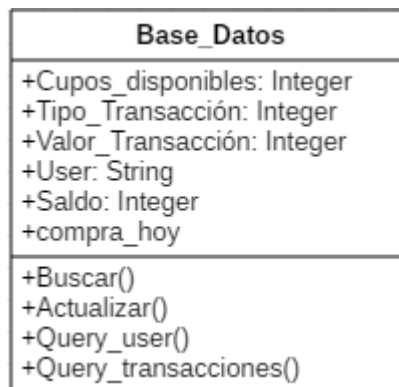 Base_Datos
+Cupos_disponibles: Integer
+Tipo_Transacción: Integer
+Valor_Transacción: Integer
+User: String
+Saldo: Integer
+compra_hoy
+Buscar()
+Actualizar()
+Query_user()
+Query_transacciones()